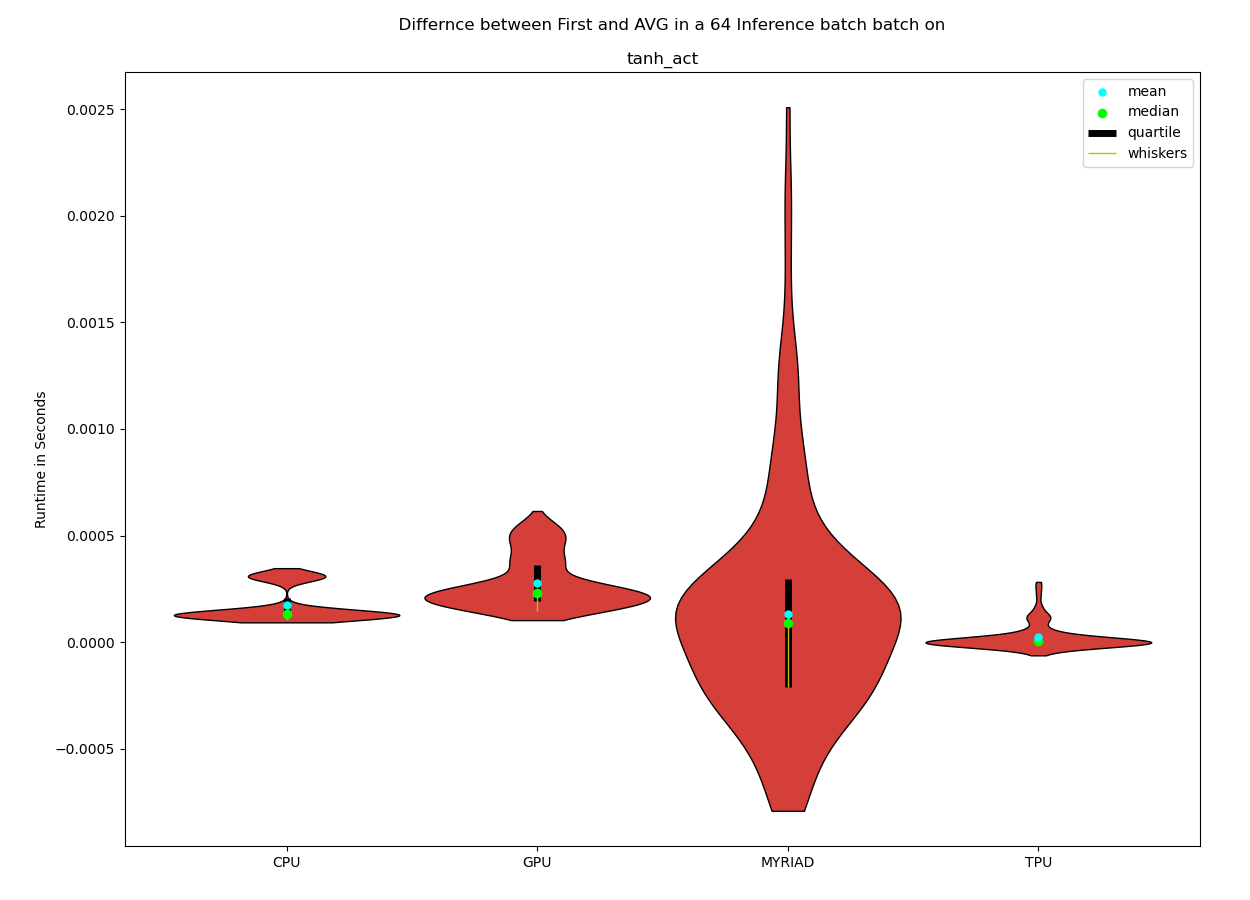 Differnce between First and AVG in a 64 Inference batch batch on
tanh_act
mean
median
quartile
whiskers
0.0025
0.0020
0.0015
0.0010
0.0005
0.0000
−0.0005
Runtime in Seconds
CPU GPU MYRIAD TPU